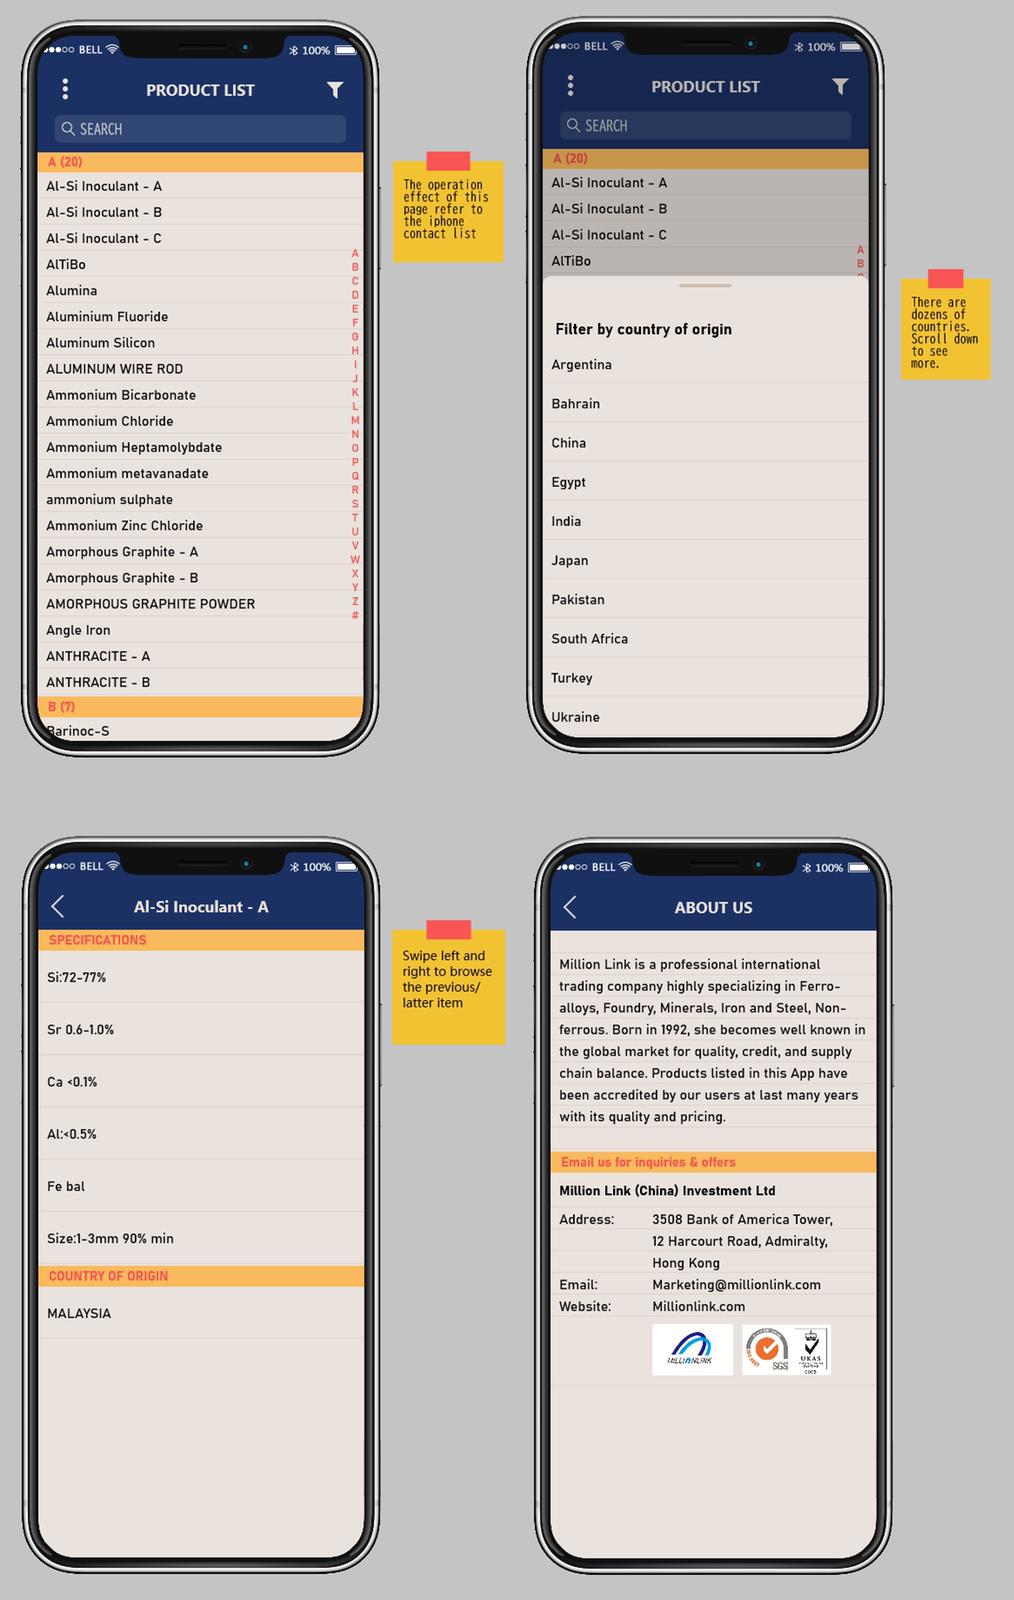 BELL
100%
PRODUCT LIST
SEARCH
A (20)
Al-Si Inoculant - A
Al-Si Inoculant - B
Al-Si Inoculant - C
AlTiBo
Alumina
Aluminium Fluoride
Aluminum Silicon
ALUMINUM WIRE ROD
Ammonium Bicarbonate
Ammonium Chloride
Ammonium Heptamolybdate
Ammonium metavanadate
ammonium sulphate
Ammonium Zinc Chloride
Amorphous Graphite - A
Amorphous Graphite - B
AMORPHOUS GRAPHITE POWDER
Angle Iron
ANTHRACITE - A
ANTHRACITE - B
B (7)
Barinoc-S
A
B
C
D
E
F
G
H
I
J
K
L
M
N
O
P
Q
R
S
T
U
V
W
X
Y
Z
#
The operation
effect of this
page refer to
the iphone
contact list
BELL
100%
PRODUCT LIST
SEARCH
A (20)
Al-Si Inoculant - A
Al-Si Inoculant - B
Al-Si Inoculant - C
AlTiBo
A
B
Filter by country of origin
Argentina
Bahrain
China
Egypt
India
Japan
Pakistan
South Africa
Turkey
Ukraine
There are
dozens of
countries.
Scroll down
to see
more.
BELL
100%
Al-Si Inoculant - A
SPECIFICATIONS
Si:72-77%
Sr 0.6-1.0%
Ca <0.1%
Al:<0.5%
Fe bal
Size:1-3mm 90% min
COUNTRY OF ORIGIN
MALAYSIA
Swipe left and
right to browse
the previous/
latter item
BELL
100%
ABOUT US
Million Link is a professional international
trading company highly specializing in Ferro-
alloys, Foundry, Minerals, Iron and Steel, Non-
ferrous. Born in 1992, she becomes well known in
the global market for quality, credit, and supply
chain balance. Products listed in this App have
been accredited by our users at last many years
with its quality and pricing.
Email us for inquiries & offers
Million Link (China) Investment Ltd
Address: 3508 Bank of America Tower,
12 Harcourt Road, Admiralty,
Hong Kong
Email: Marketing@millionlink.com
Website: Millionlink.com
MILLIONLINK
SGS
UKAS